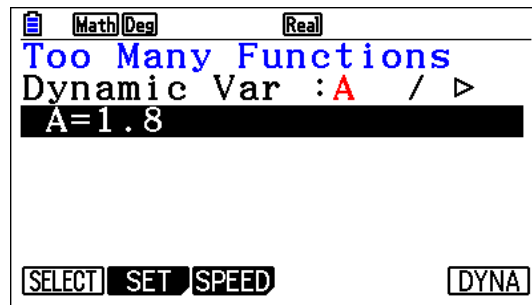 Math Deg Real
Too Many Functions
Dynamic Var :A / ▷
A=1.8
SELECT SET SPEED DYNA